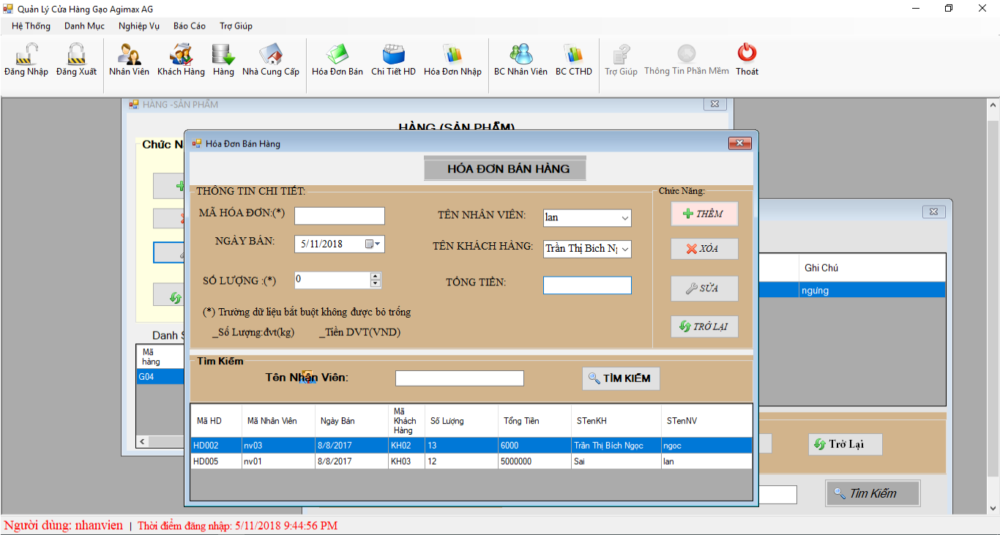 Quản Lý Cửa Hàng Gạo Agimax AG
Hệ Thống Danh Mục Nghiệp Vụ Báo Cáo Trợ Giúp
Đăng Nhập Đăng Xuất Nhân Viên Khách Hàng Hàng Nhà Cung Cấp Hóa Đơn Bán Chi Tiết HD Hóa Đơn Nhập BC Nhân Viên BC CTHD Trợ Giúp Thông Tin Phần Mềm Thoát
HÀNG -SẢN PHẨM
HÀNG (SẢN PHẨM)
Chức N
Hóa Đơn Bán Hàng
HÓA ĐƠN BÁN HÀNG
THÔNG TIN CHI TIẾT:
Chức Năng:
MÃ HÓA ĐƠN:(*)
TÊN NHÂN VIÊN: lan
THÊM
NGÀY BÁN: 5/11/2018
TÊN KHÁCH HÀNG: Trần Thị Bich Ng
XÓA
SỐ LƯỢNG :(*) 0
TỔNG TIỀN:
SỬA
(*) Trường dữ liệu bắt buột không được bỏ trống
_Số Lượng:đvt(kg) _Tiền DVT(VND)
TRỞ LẠI
Ghi Chú
ngưng
Danh S
Mã
hàng
G04
Tìm Kiếm
Tên Nhận Viên:
TÌM KIẾM
Mã HD Mã Nhân Viên Ngày Bán Mã Khách Hàng Số Lượng Tổng Tiên STenKH STenNV
HD002 nv03 8/8/2017 KH02 13 6000 Trần Thị Bich Ngọc ngoc
HD005 nv01 8/8/2017 KH03 12 5000000 Sai lan
Trở Lại
Tìm Kiếm
Người dùng: nhanvien | Thời điểm đăng nhập: 5/11/2018 9:44:56 PM